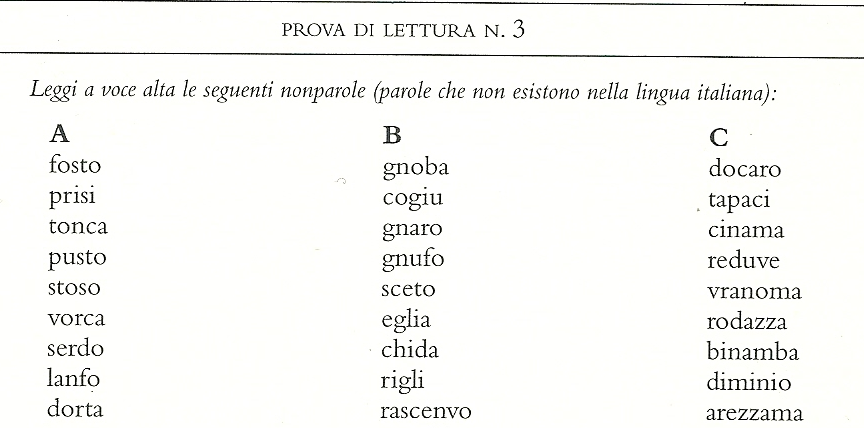 PROVA DI LETTURA N. 3
Leggi a voce alta le seguenti nonparole (parole che non esistono nella lingua italiana):
A B C
fosto gnoba docaro
prisi cogiu tapaci
tonca gnaro cinama
pusto gnufo reduve
stoso sceto vranoma
vorca eglia rodazza
serdo chida binamba
lanfo rigli diminio
dorta rascenvo arezzama